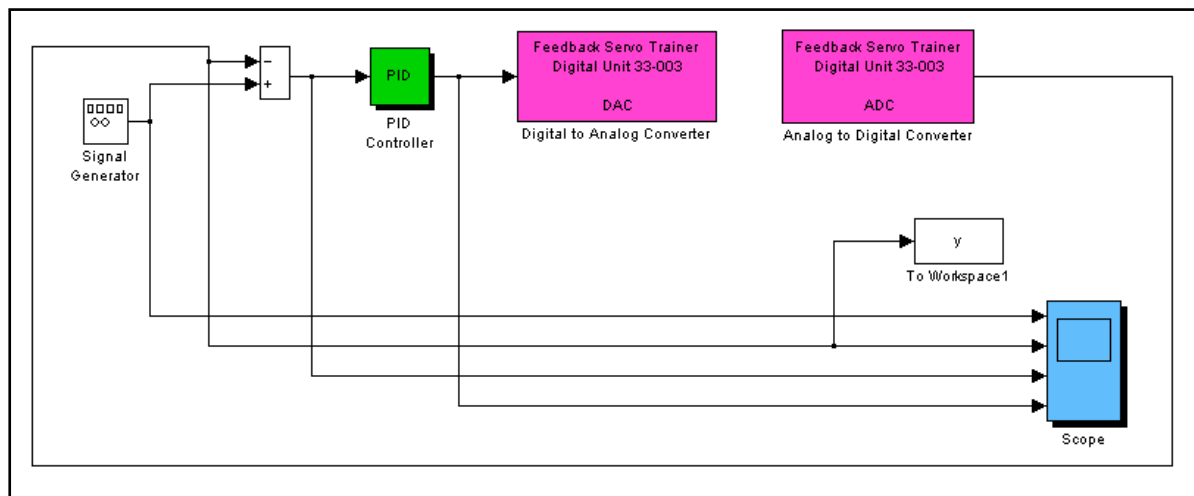 Feedback Servo Trainer
Digital Unit 33-003
DAC
Digital to Analog Converter
Feedback Servo Trainer
Digital Unit 33-003
ADC
Analog to Digital Converter
−
+
PID
PID
Controller
Signal
Generator
y
To Workspace1
Scope